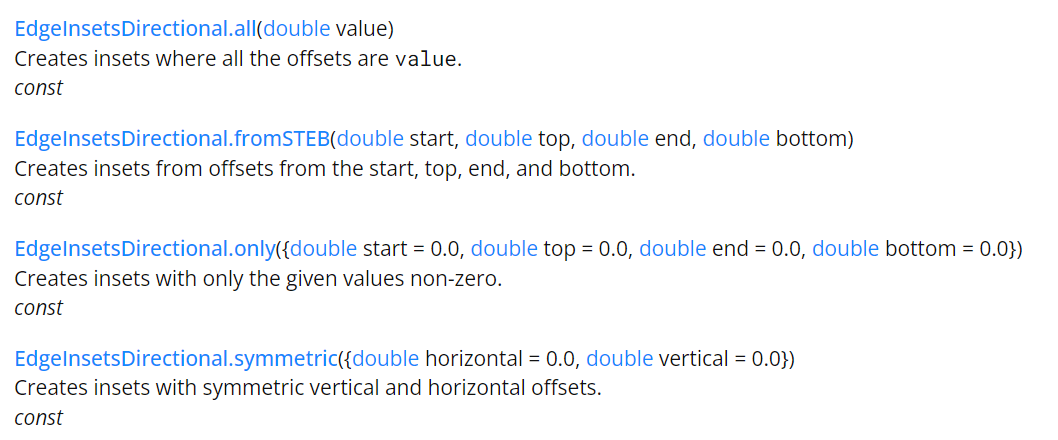 EdgeInsetsDirectional.all(double value)
Creates insets where all the offsets are value.
const
EdgeInsetsDirectional.fromSTEB(double start, double top, double end, double bottom)
Creates insets from offsets from the start, top, end, and bottom.
const
EdgeInsetsDirectional.only({double start = 0.0, double top = 0.0, double end = 0.0, double bottom = 0.0})
Creates insets with only the given values non-zero.
const
EdgeInsetsDirectional.symmetric({double horizontal = 0.0, double vertical = 0.0})
Creates insets with symmetric vertical and horizontal offsets.
const